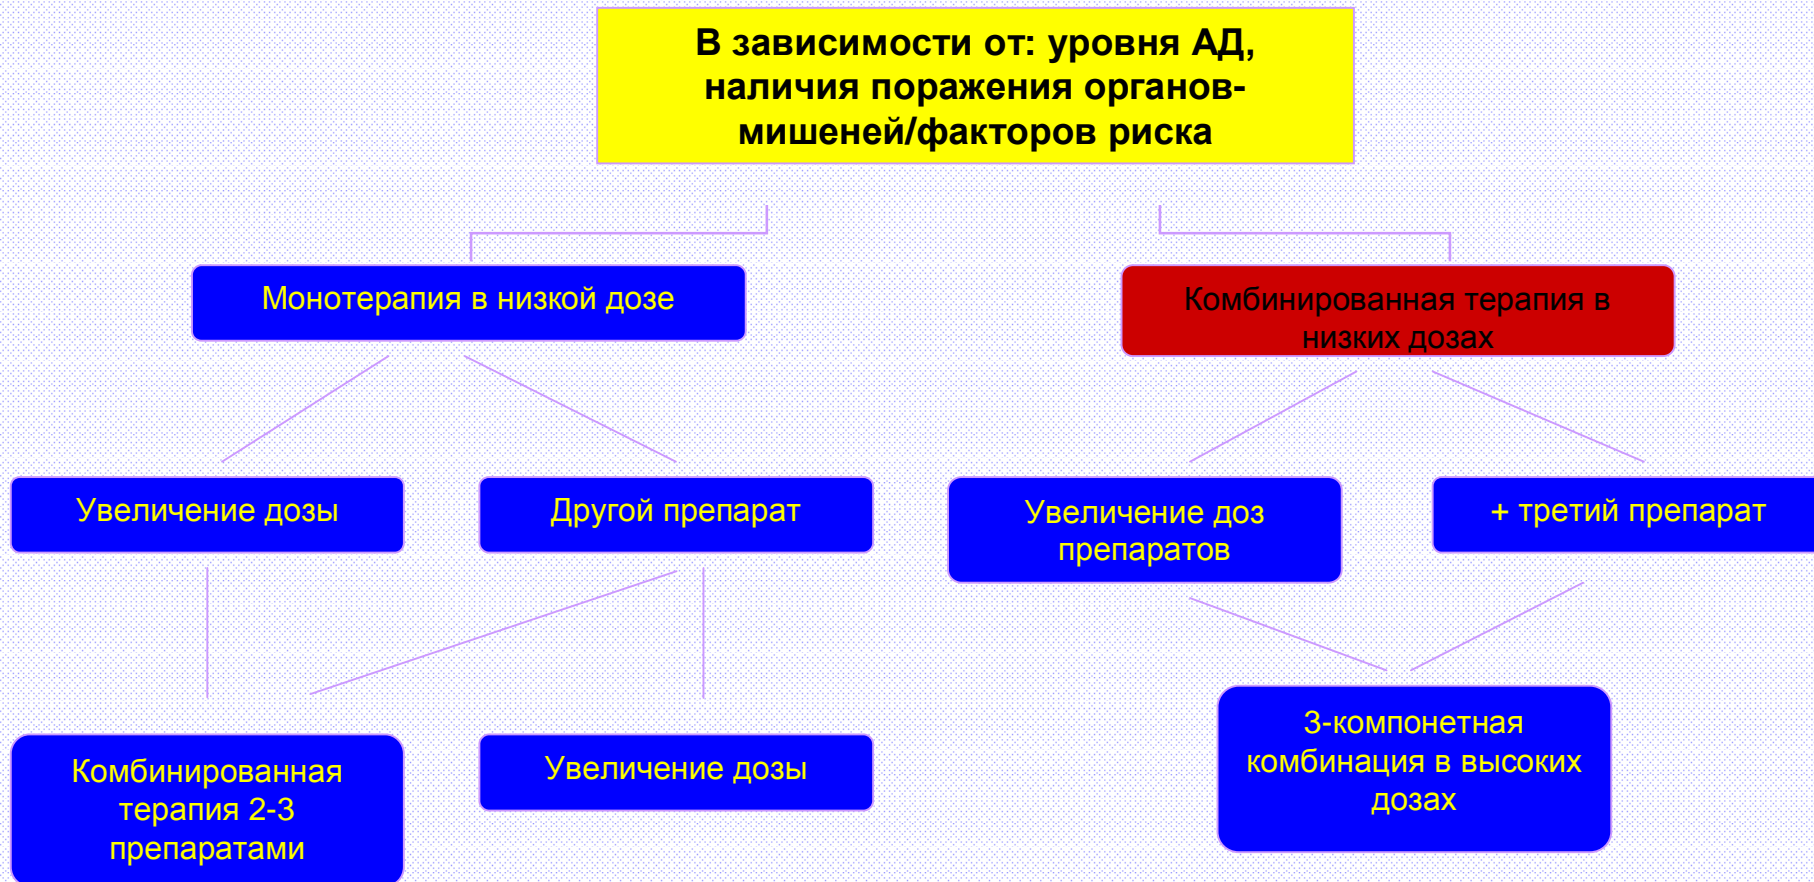 В зависимости от: уровня АД,
наличия поражения органов-
мишеней/факторов риска
Монотерапия в низкой дозе
Комбинированная терапия в
низких дозах
Увеличение дозы
Другой препарат
Увеличение доз
препаратов
+ третий препарат
Комбинированная
терапия 2-3
препаратами
Увеличение дозы
3-компонетная
комбинация в высоких
дозах